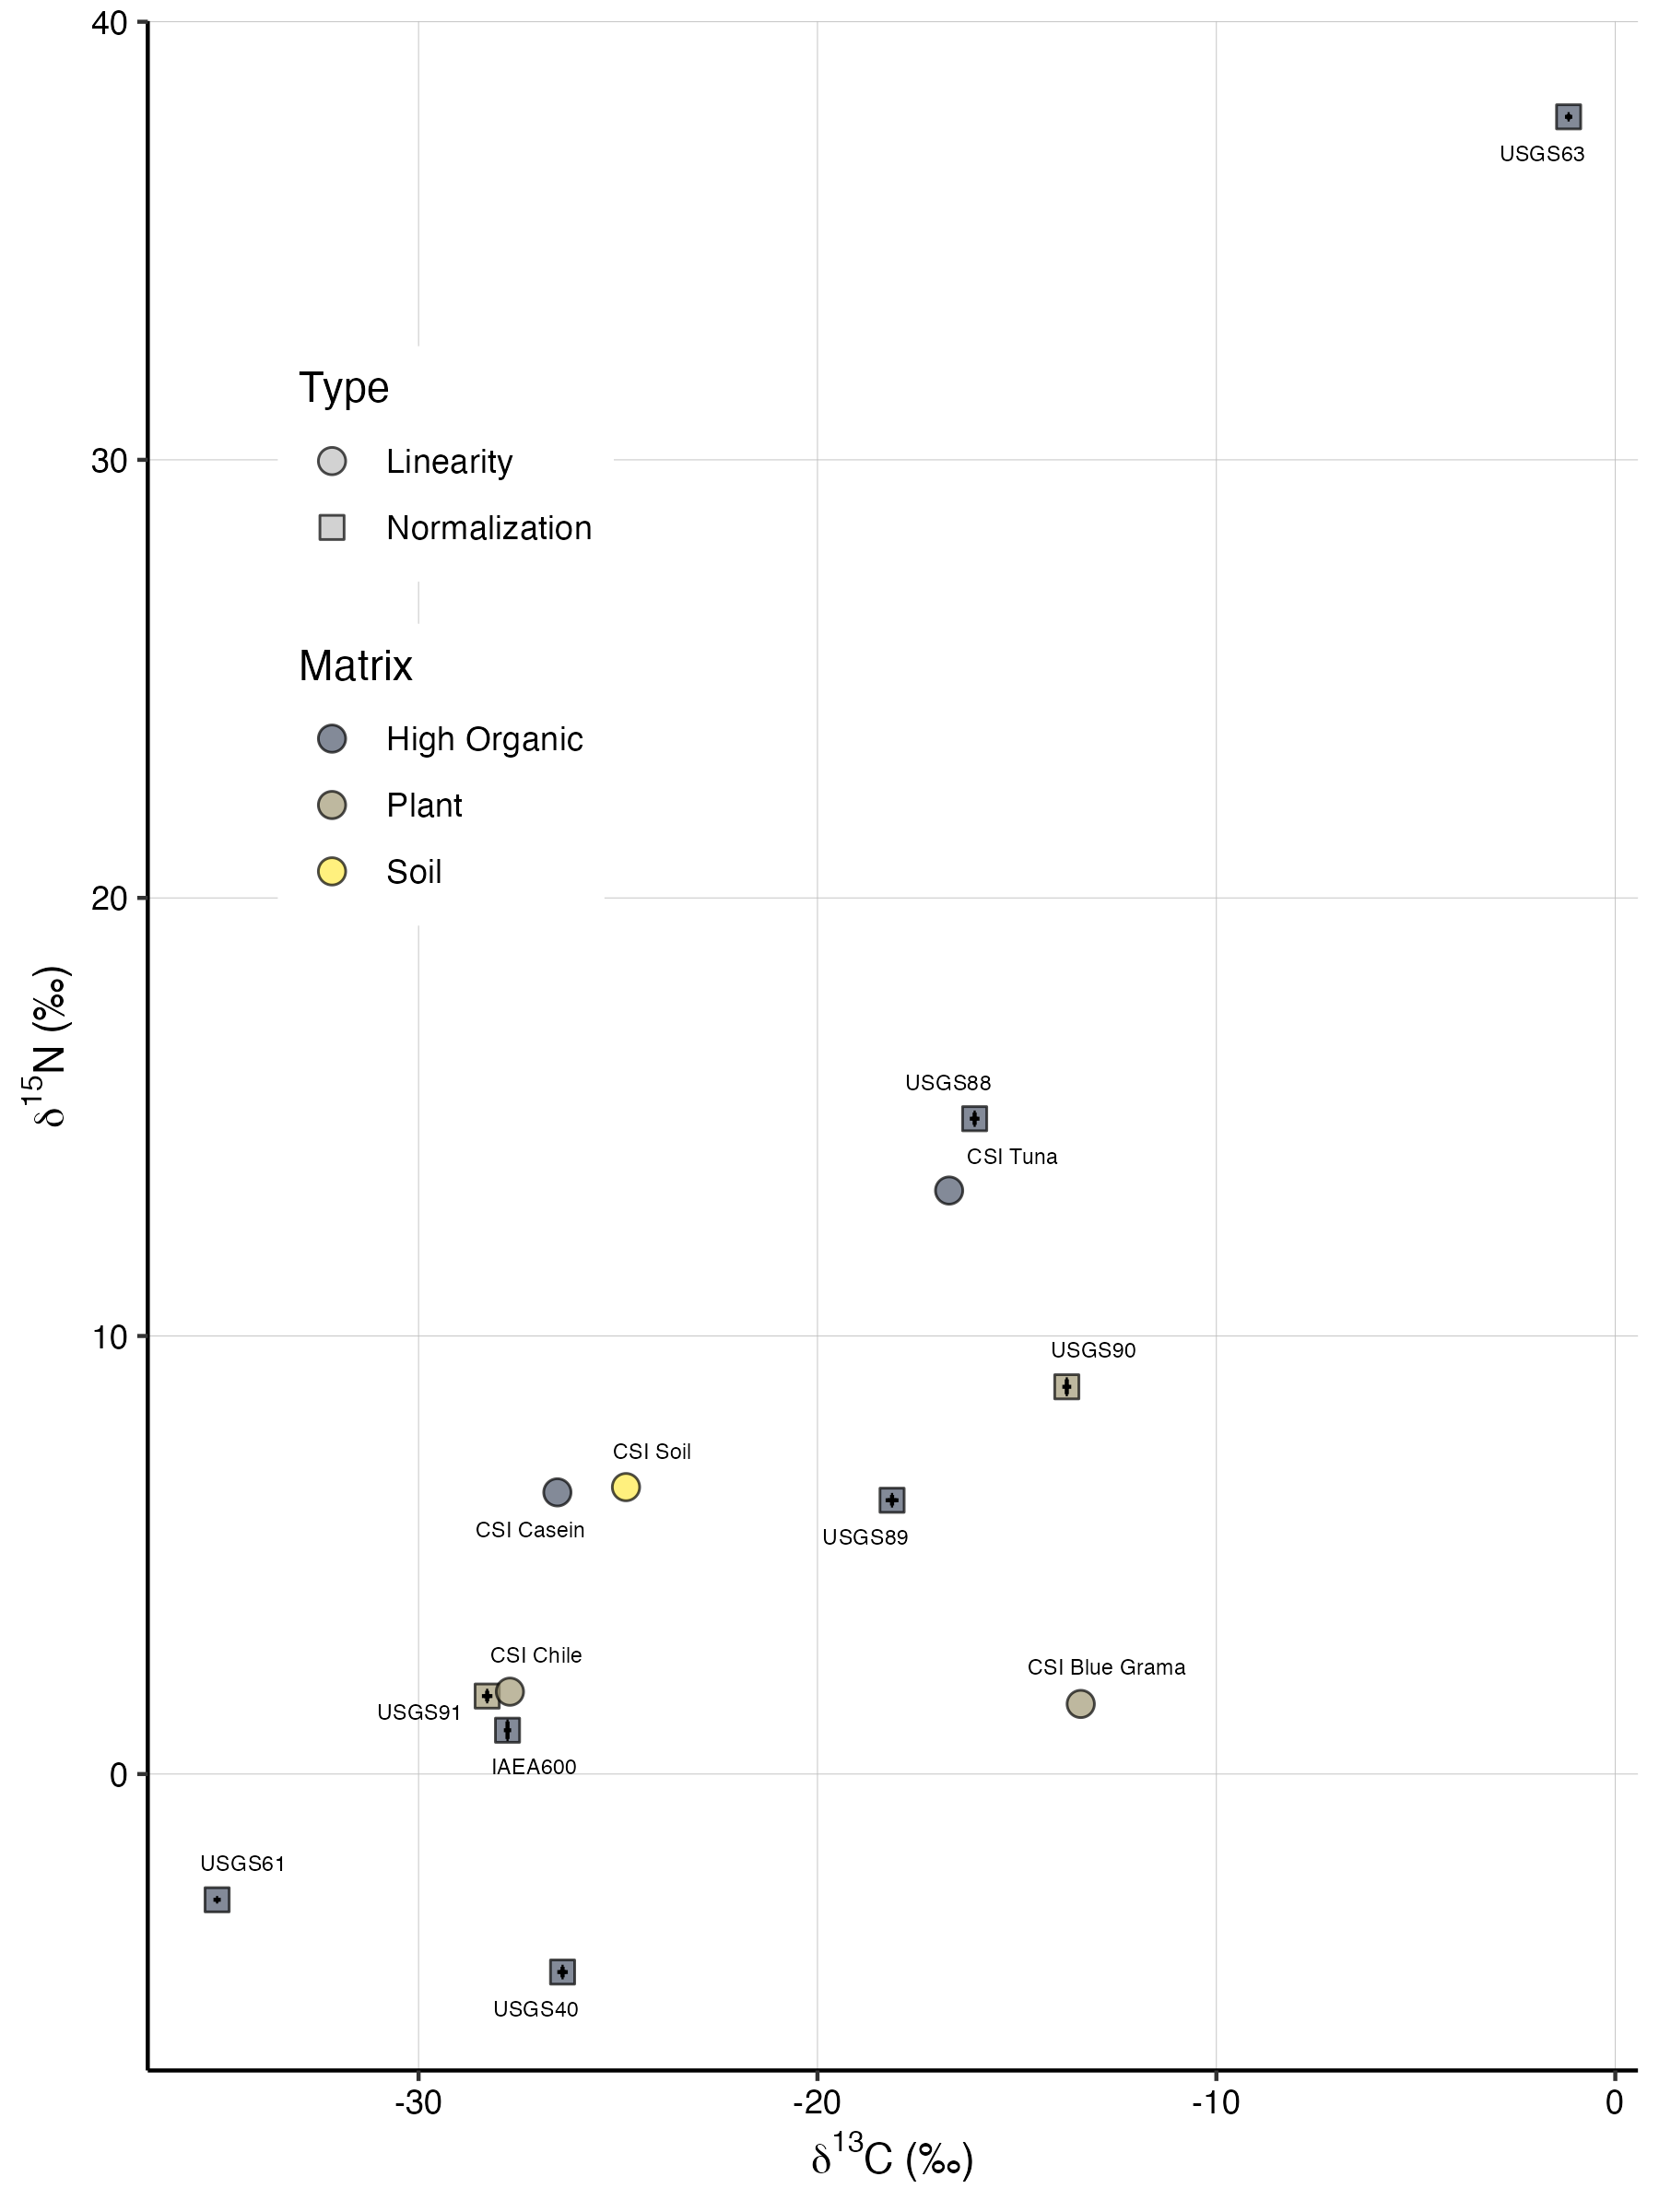 40
USGS63
Type
30
Linearity
Normalization
Matrix
High Organic
Plant
Soil
20
δ15N (‰)
USGS88
CSI Tuna
10
USGS90
CSI Soil
CSI Casein
USGS89
CSI Chile
CSI Blue Grama
USGS91
IAEA600
0
USGS61
USGS40
-30
-20
-10
0
δ13C (‰)